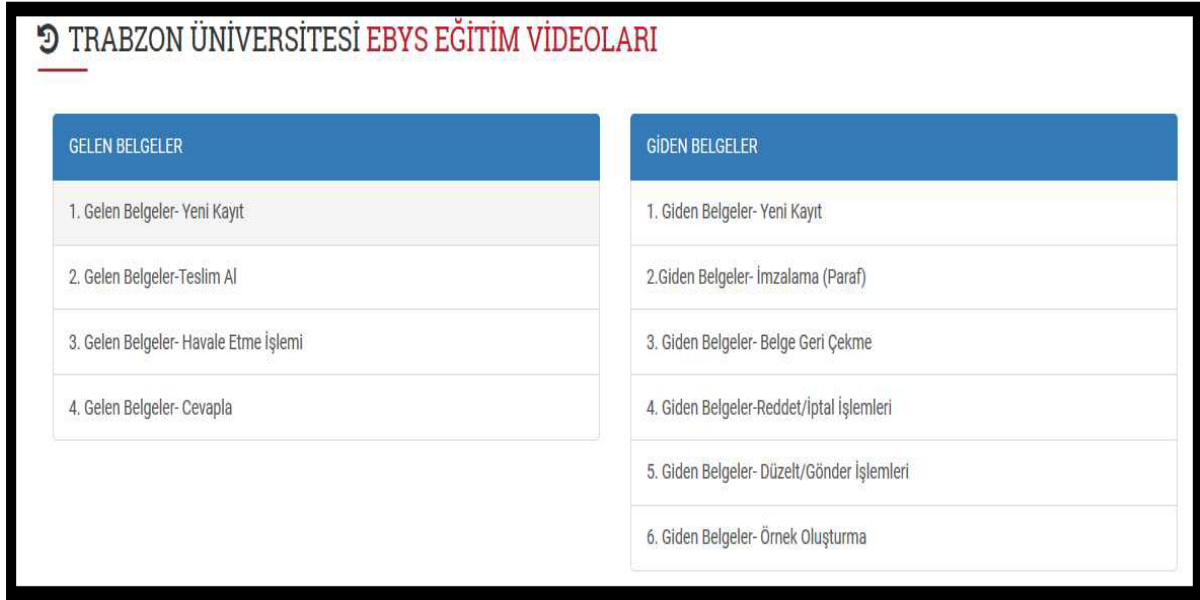 TRABZON ÜNİVERSİTESİ EBYS EĞİTİM VİDEOLARI
GELEN BELGELER
1. Gelen Belgeler- Yeni Kayıt
2. Gelen Belgeler-Teslim Al
3. Gelen Belgeler- Havale Etme İşlemi
4. Gelen Belgeler- Cevapla
GİDEN BELGELER
1. Giden Belgeler- Yeni Kayıt
2.Giden Belgeler- İmzalama (Paraf)
3. Giden Belgeler- Belge Geri Çekme
4. Giden Belgeler-Reddet/İptal İşlemleri
5. Giden Belgeler- Düzelt/Gönder İşlemleri
6. Giden Belgeler- Örnek Oluşturma